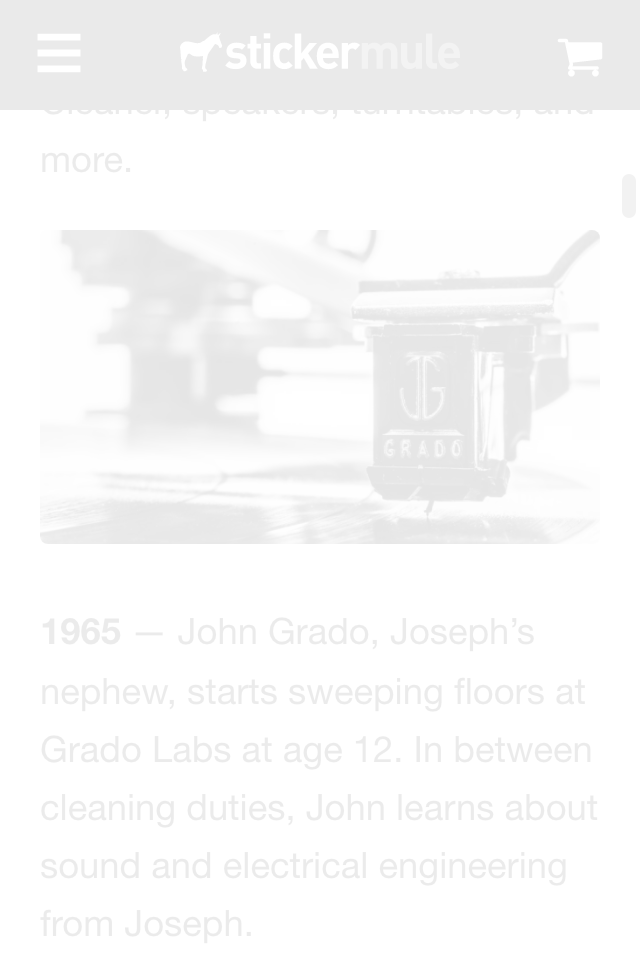 stickermule
Cleaner, speakers, turntables, and
more.
JG
GRADO
1965 — John Grado, Joseph’s
nephew, starts sweeping floors at
Grado Labs at age 12. In between
cleaning duties, John learns about
sound and electrical engineering
from Joseph.